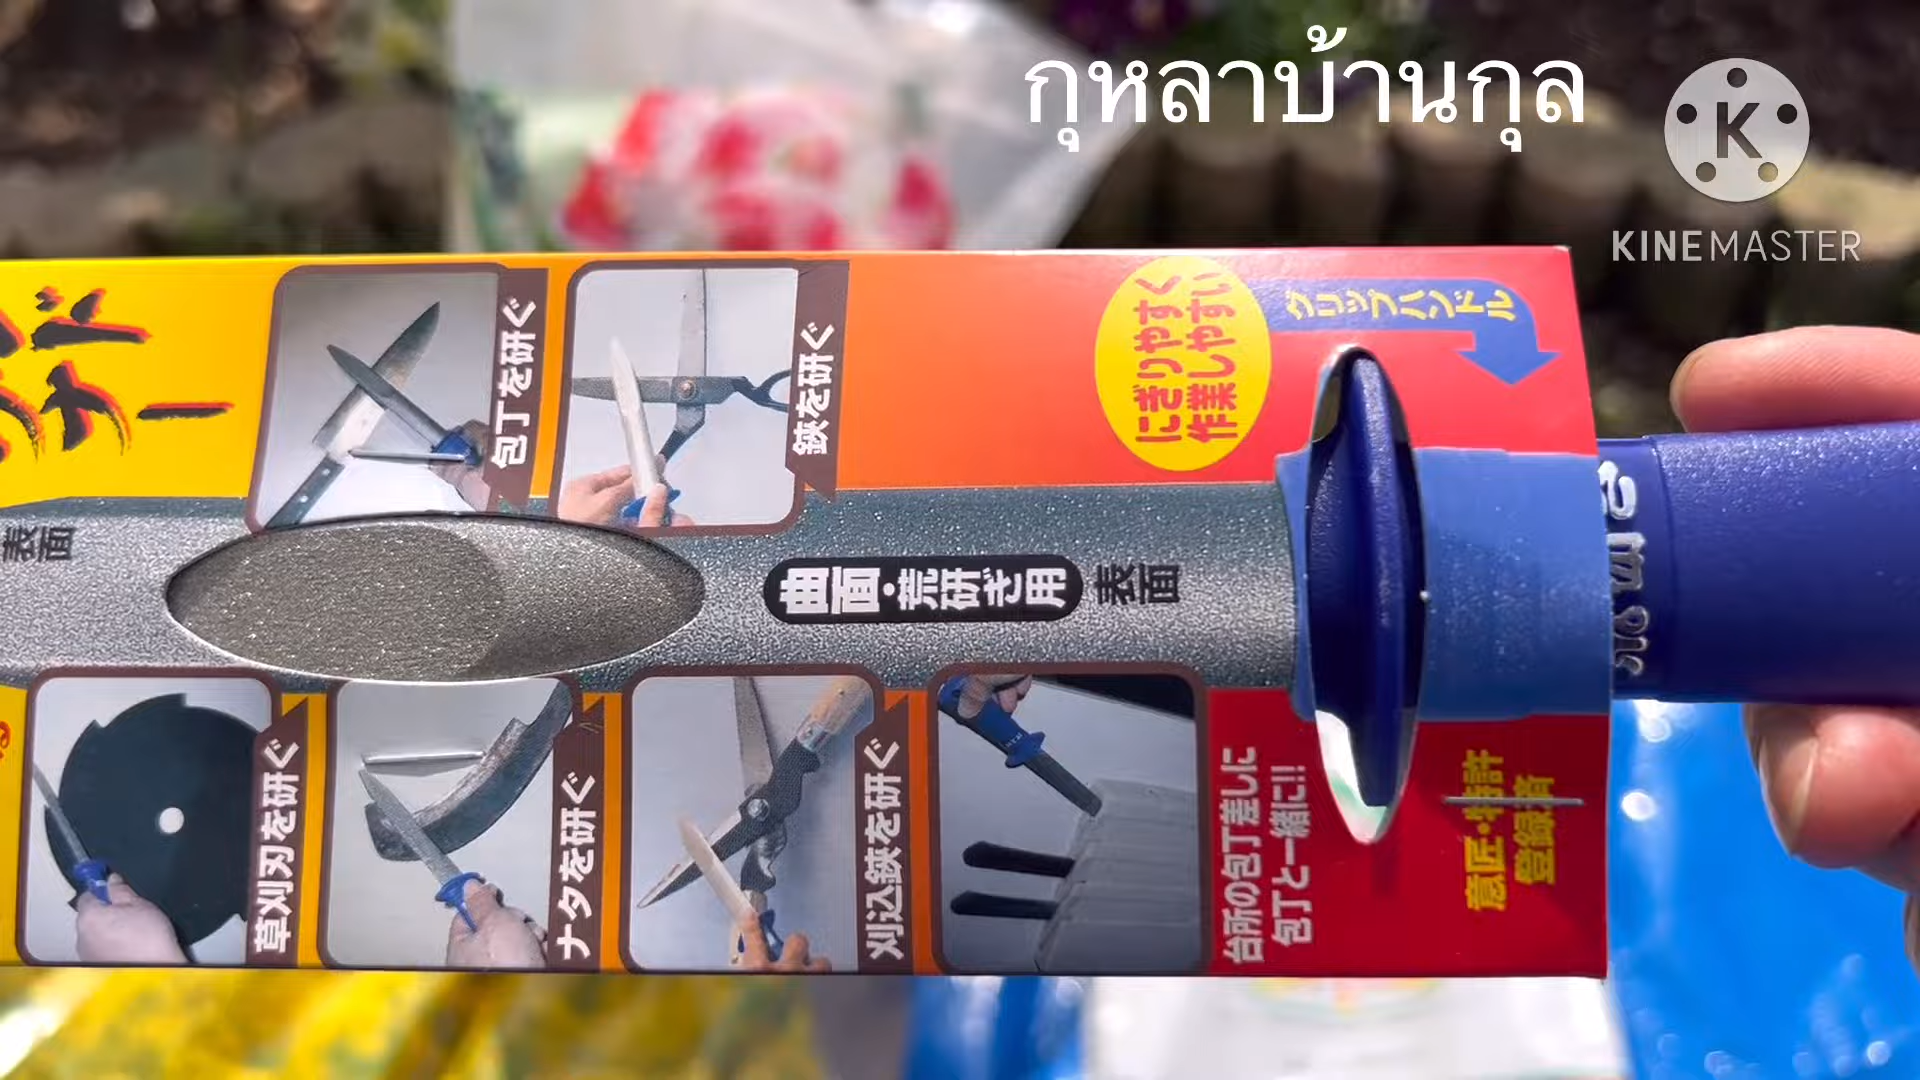 กุหลาบ้านกุล
K
KINEMASTER
ナー
包丁を研ぐ
鋏を研ぐ
にぎりやすく
作業しやすい
グリップハンドル
表面
曲面・荒研ぎ用
表面
草刈刃を研ぐ
ナタを研ぐ
刈込鋏を研ぐ
台所の包丁差しに
包丁と一緒に!!
意匠・特許
登録済